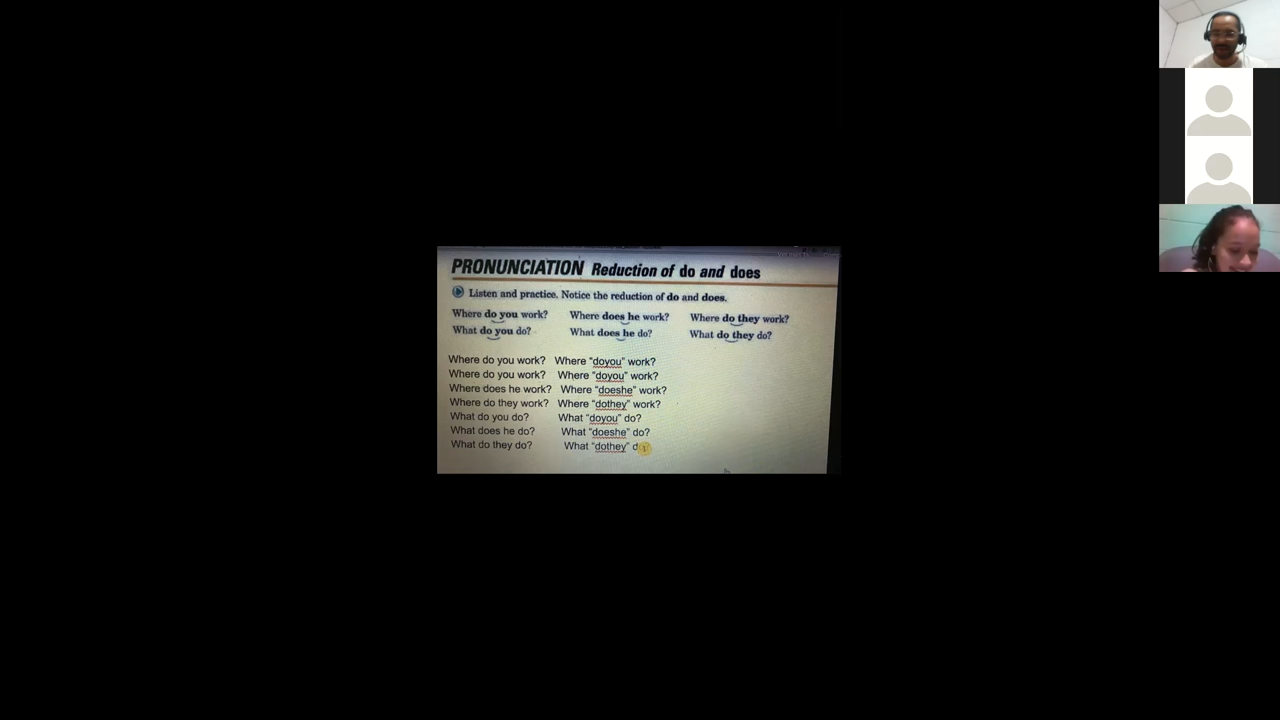 PRONUNCIATION Reduction of do and does
Listen and practice. Notice the reduction of do and does.
Where do you work? Where does he work? Where do they work?
What do you do? What does he do? What do they do?
Where do you work? Where “doyou” work?
Where do you work? Where “doyou” work?
Where does he work? Where “doeshe” work?
Where do they work? Where “dothey” work?
What do you do? What “doyou” do?
What does he do? What “doeshe” do?
What do they do? What “dothey” d